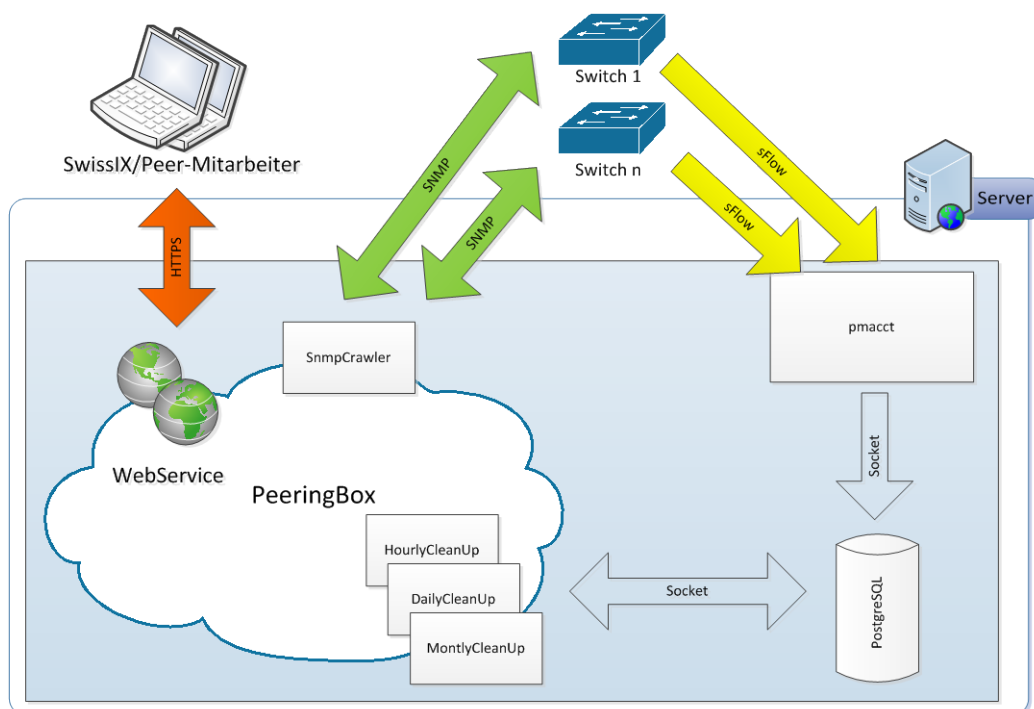 Switch 1
SwissIX/Peer-Mitarbeiter
Switch n
SNMP
SNMP
sFlow
sFlow
Server
HTTPS
SnmpCrawler
pmacct
WebService
PeeringBox
Socket
HourlyCleanUp
DailyCleanUp
MontlyCleanUp
Socket
PostgreSQL